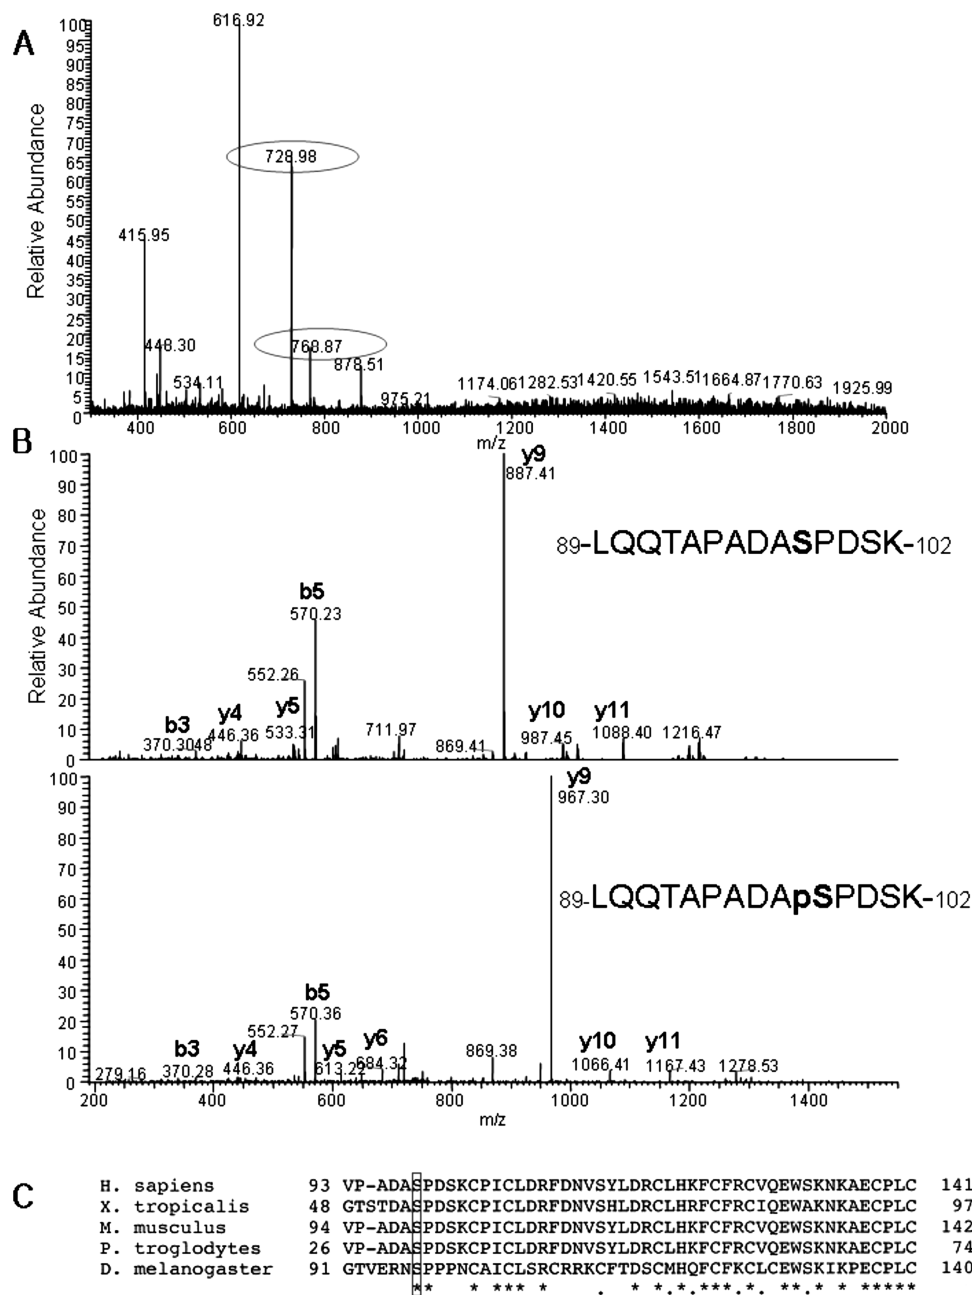 A
Relative Abundance
100
95
90
85
80
75
70
65
60
55
50
45
40
35
30
25
20
15
10
5
0
616.92
728.98
415.95
448.30
768.87
534.11
878.51
975.21
1174.06
1282.53
1420.55
1543.51
1664.87
1770.63
1925.99
400 600 800 1000 1200 1400 1600 1800 2000
m/z
B
Relative Abundance
100
90
80
70
60
50
40
30
20
10
0
y9
887.41
89-LQQTAPADASPDSK-102
b5
570.23
552.26
b3
370.3048
y4
446.36
y5
533.31
711.97
869.41
y10
987.45
y11
1088.40
1216.47
100
90
80
70
60
50
40
30
20
10
0
y9
967.30
89-LQQTAPADApSPDSK-102
b5
570.36
552.27
279.16
b3
370.28
y4
446.36
y5
613.22
y6
684.32
869.38
y10
1066.41
y11
1167.43
1278.53
200 400 600 800 1000 1200 1400
m/z
C
H. sapiens 93 VP-ADASPDSKCPICLDRFDNVSYLDRCLHKFCFRCVQEWSKNKAECPLC 141
X. tropicalis 48 GTSTDASPDSKCPICLDRFDNVSHLDRCLHRFCFRCIQEWAKNKAECPLC 97
M. musculus 94 VP-ADASPDSKCPICLDRFDNVSYLDRCLHKFCFRCVQEWSKNKAECPLC 142
P. troglodytes 26 VP-ADASPDSKCPICLDRFDNVSYLDRCLHKFCFRCVQEWSKNKAECPLC 74
D. melanogaster 91 GTVERNSPPPNCAICLSRCRRKCFTDSCMHQFCFKCLCEWSKIKPECPLC 140
** * *** * . * *.*.***.*.**.*.******